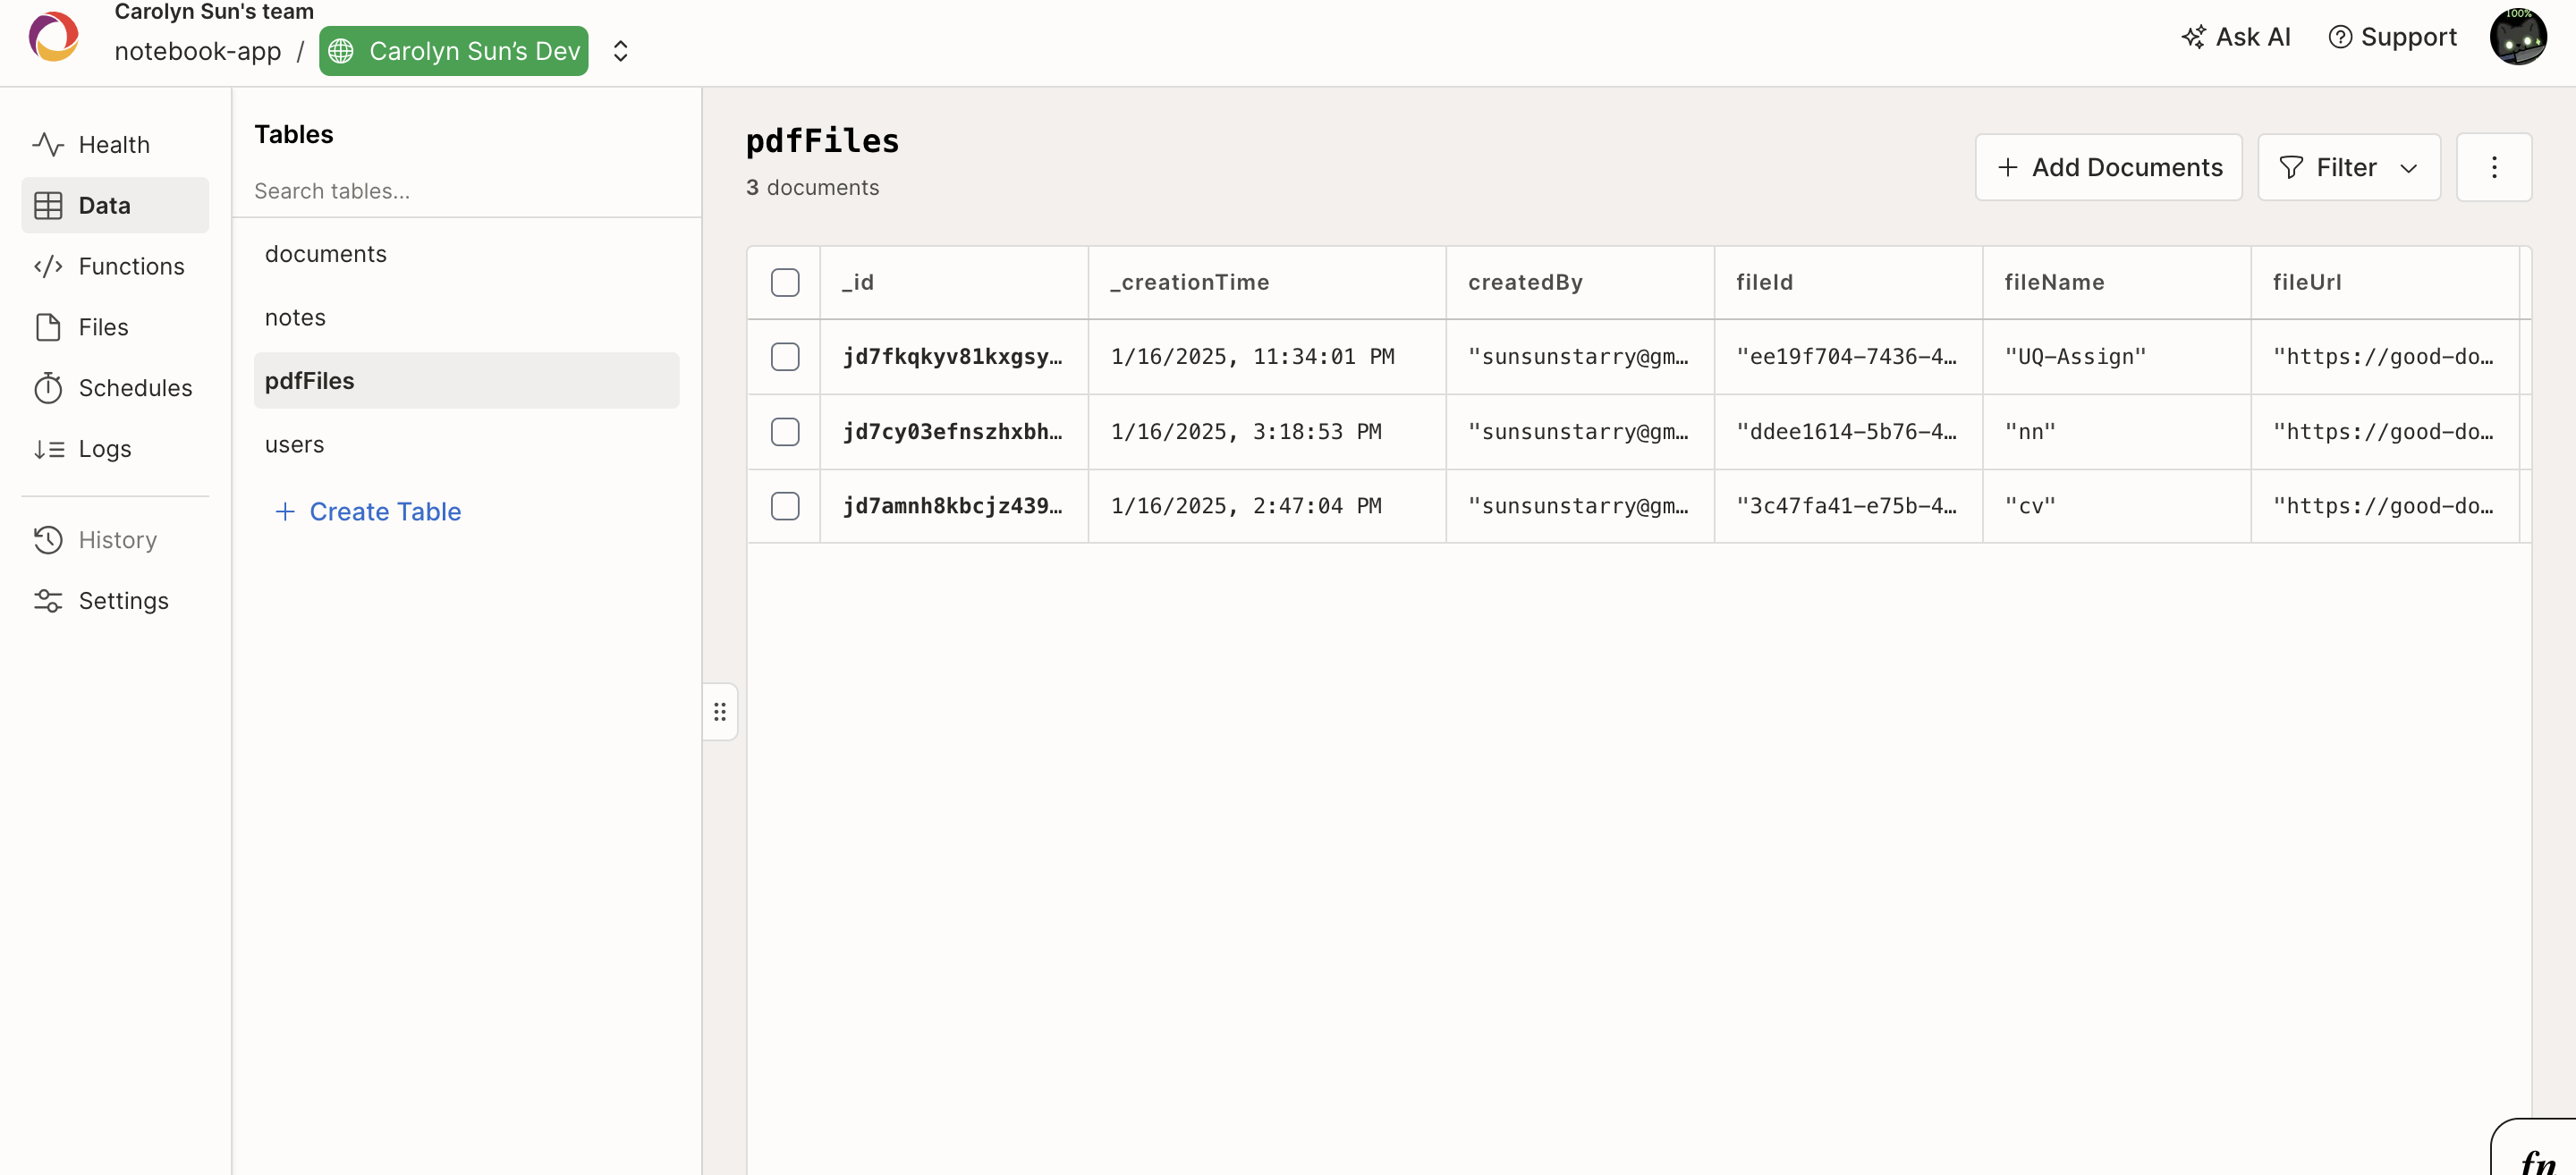 Carolyn Sun's team
notebook-app / Carolyn Sun’s Dev
Ask AI
Support
100%
Health
Data
Functions
Files
Schedules
Logs
History
Settings
Tables
Search tables...
documents
notes
pdfFiles
users
+ Create Table
pdfFiles
3 documents
+ Add Documents
Filter
_id _creationTime createdBy fileId fileName fileUrl
jd7fkqkyv81kxgsy… 1/16/2025, 11:34:01 PM "sunsunstarry@gm… "ee19f704-7436-4… "UQ-Assign" "https://good-do…
jd7cy03efnszhxbh… 1/16/2025, 3:18:53 PM "sunsunstarry@gm… "ddee1614-5b76-4… "nn" "https://good-do…
jd7amnh8kbcjz439… 1/16/2025, 2:47:04 PM "sunsunstarry@gm… "3c47fa41-e75b-4… "cv" "https://good-do…
fn